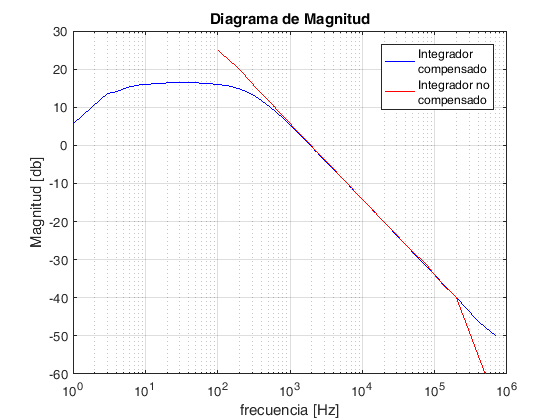 Diagrama de Magnitud
Magnitud [db]
30
20
10
0
-10
-20
-30
-40
-50
-60
Integrador
compensado
Integrador no
compensado
10^0
10^1
10^2
10^3
10^4
10^5
10^6
frecuencia [Hz]